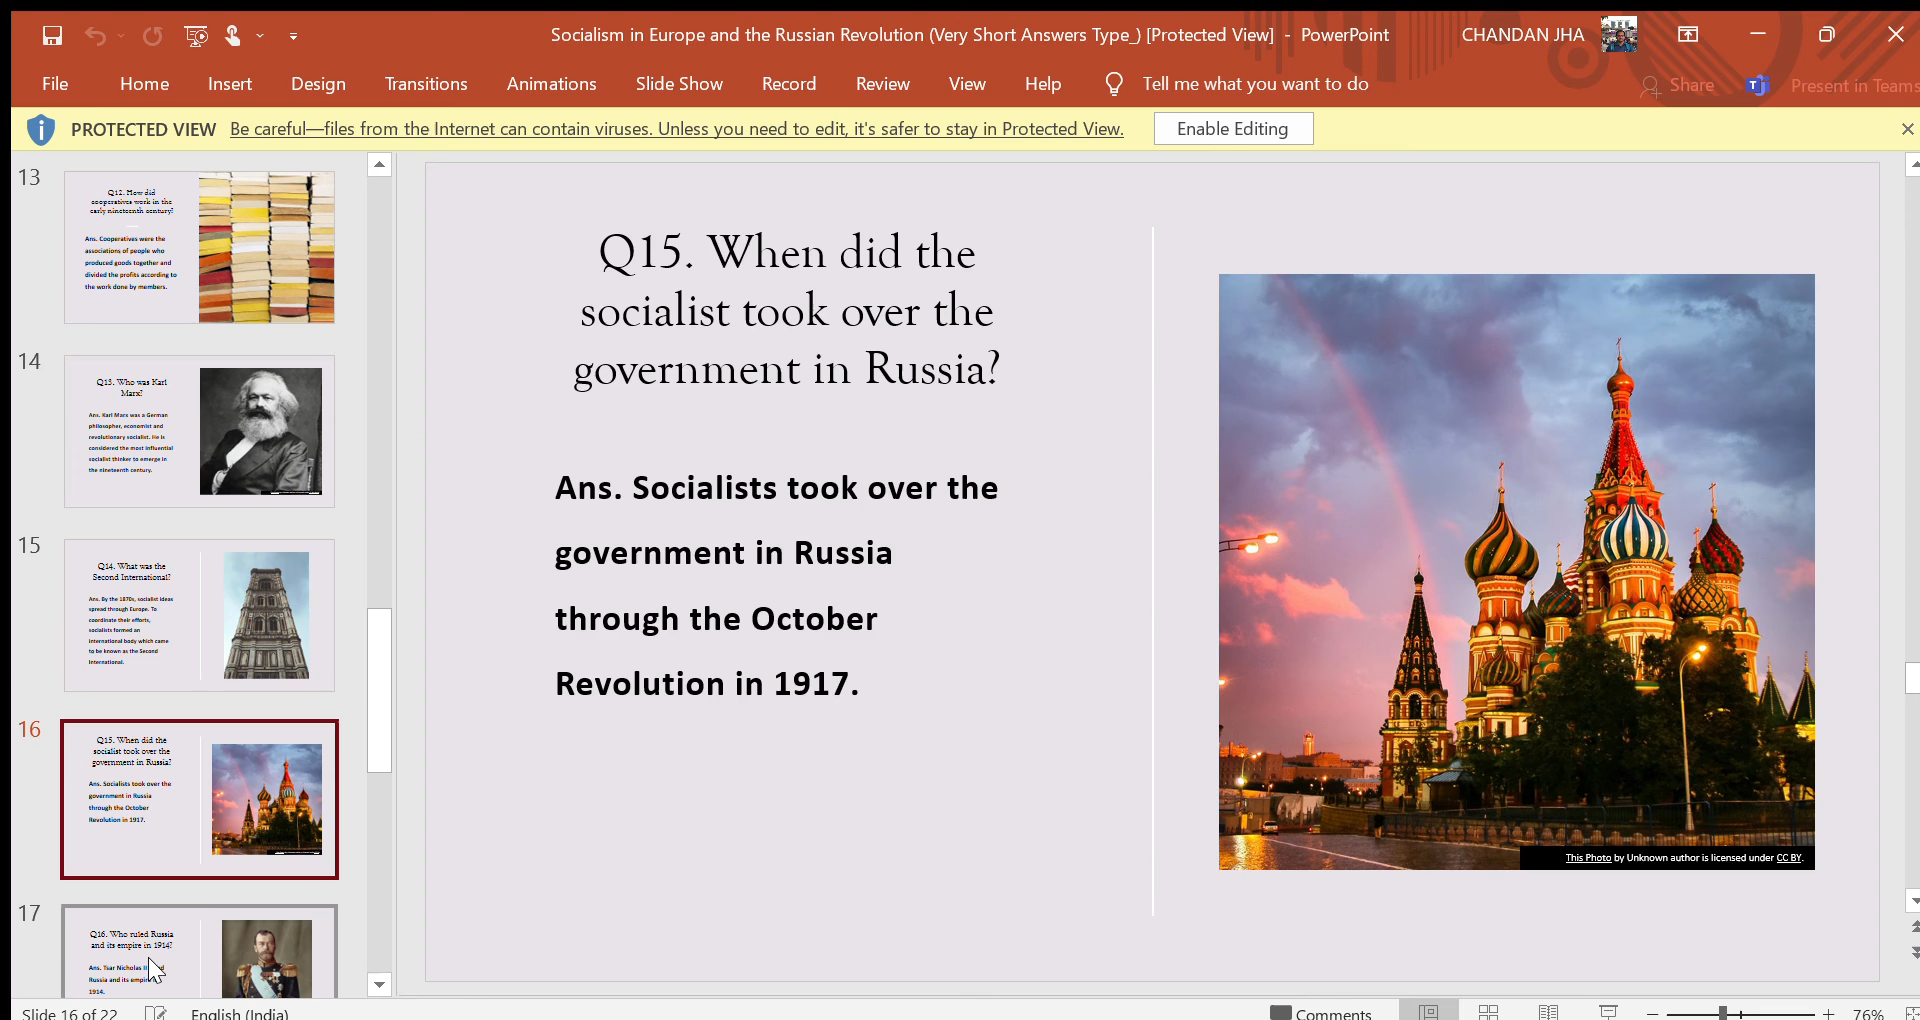 Socialism in Europe and the Russian Revolution (Very Short Answers Type_) [Protected View] - PowerPoint
CHANDAN JHA
File Home Insert Design Transitions Animations Slide Show Record Review View Help Tell me what you want to do
Share Present in Teams
PROTECTED VIEW Be careful—files from the Internet can contain viruses. Unless you need to edit, it's safer to stay in Protected View. Enable Editing
13
Q12. How did
cooperatives work in the
early nineteenth century?
Ans. Cooperatives were the
associations of people who
produced goods together and
divided the profits according to
the work done by members.
14
Q13. Who was Karl
Marx?
Ans. Karl Marx was a German
philosopher, economist and
revolutionary socialist. He is
considered the most influential
socialist thinker to emerge in
the nineteenth century.
15
Q14. What was the
Second International?
Ans. By the 1870s, socialist ideas
spread through Europe. To
coordinate their efforts,
socialists formed an
international body which came
to be known as the Second
International.
16
Q15. When did the
socialist took over the
government in Russia?
Ans. Socialists took over the
government in Russia
through the October
Revolution in 1917.
17
Q16. Who ruled Russia
and its empire in 1914?
Ans. Tsar Nicholas II
Russia and its
1914.
Q15. When did the
socialist took over the
government in Russia?
Ans. Socialists took over the
government in Russia
through the October
Revolution in 1917.
This Photo by Unknown author is licensed under CC BY.
Slide 16 of 22 English (India) Comments 76%